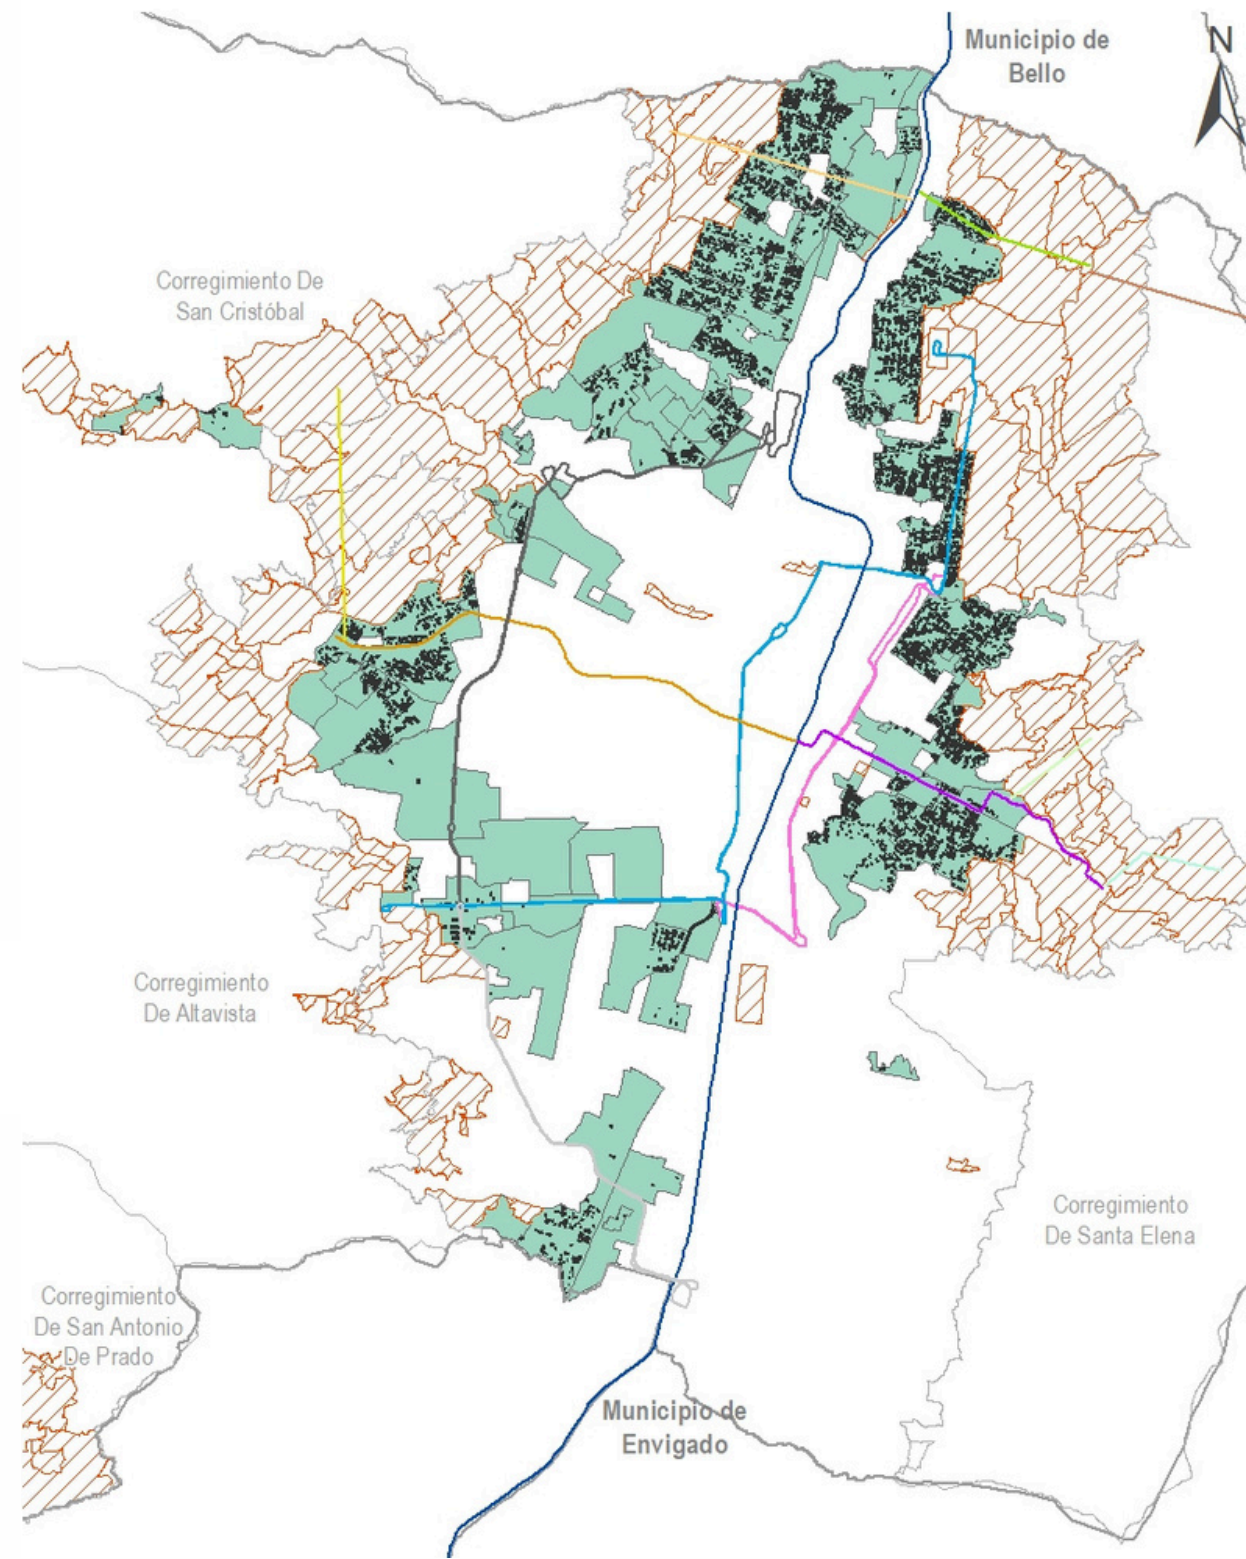 Municipio de
Bello
N
Corregimiento De
San Cristóbal
Corregimiento
De Altavista
Corregimiento
De Santa Elena
Corregimiento
De San Antonio
De Prado
Municipio de
Envigado